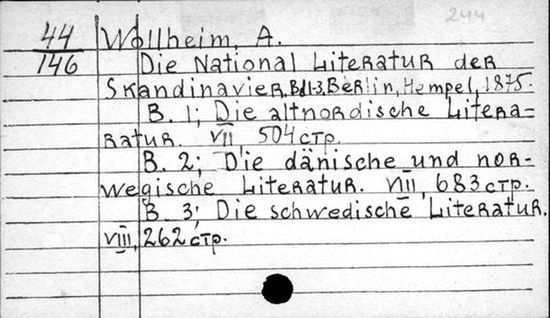 244
44 Wollheim, A.
146 Die National Literatur der
Skandinavier. Bd1-3, Berlin, Hempel, 1875.
B. 1; Die altnordische Litera=
ratur. VII 504 стр.
B. 2; Die dänische und nor-
wegische Literatur. VIII, 683 стр.
B. 3; Die schwedische Literatur.
VIII, 262 стр.